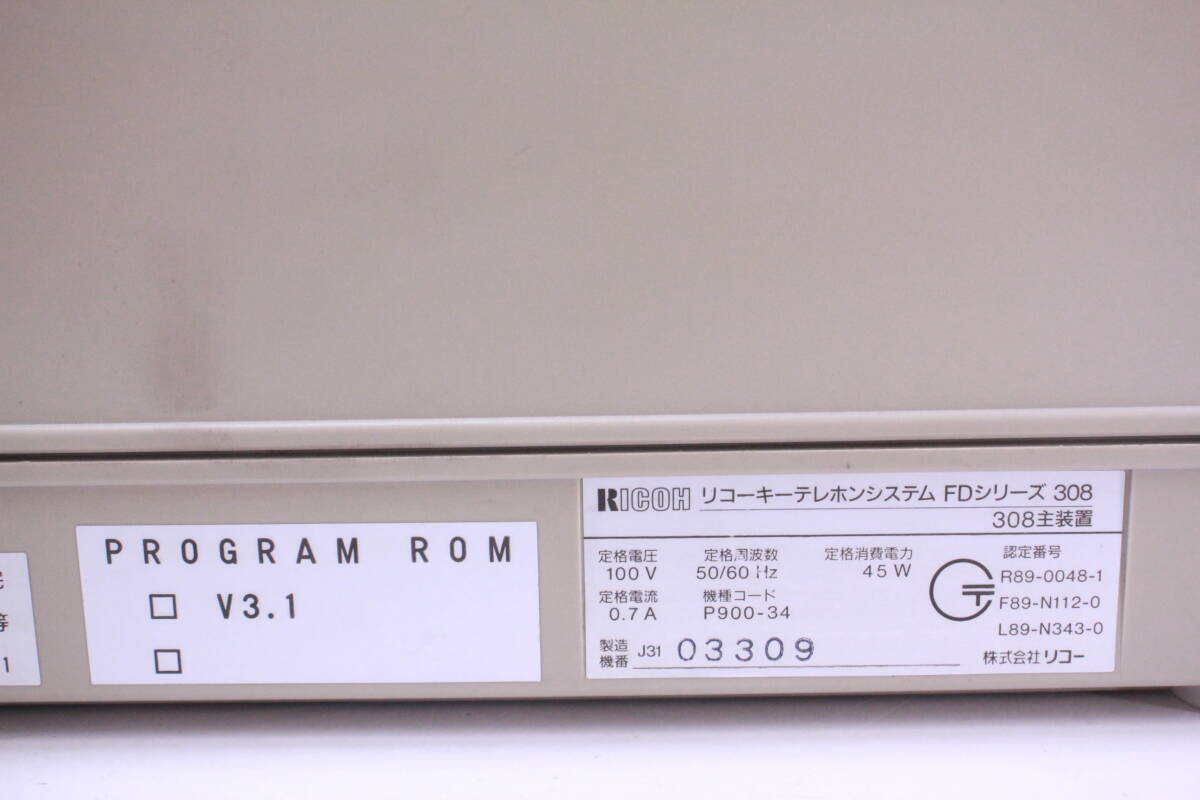 等
1
PROGRAM ROM
□ V3.1
□
RICOH リコーキーテレホンシステム FDシリーズ 308
308主装置
定格電圧 定格周波数 定格消費電力 認定番号
100 V 50/60 Hz 45 W R89-0048-1
定格電流 機種コード F89-N112-0
0.7 A P900-34 L89-N343-0
製造機番 J31 03309 株式会社リコー